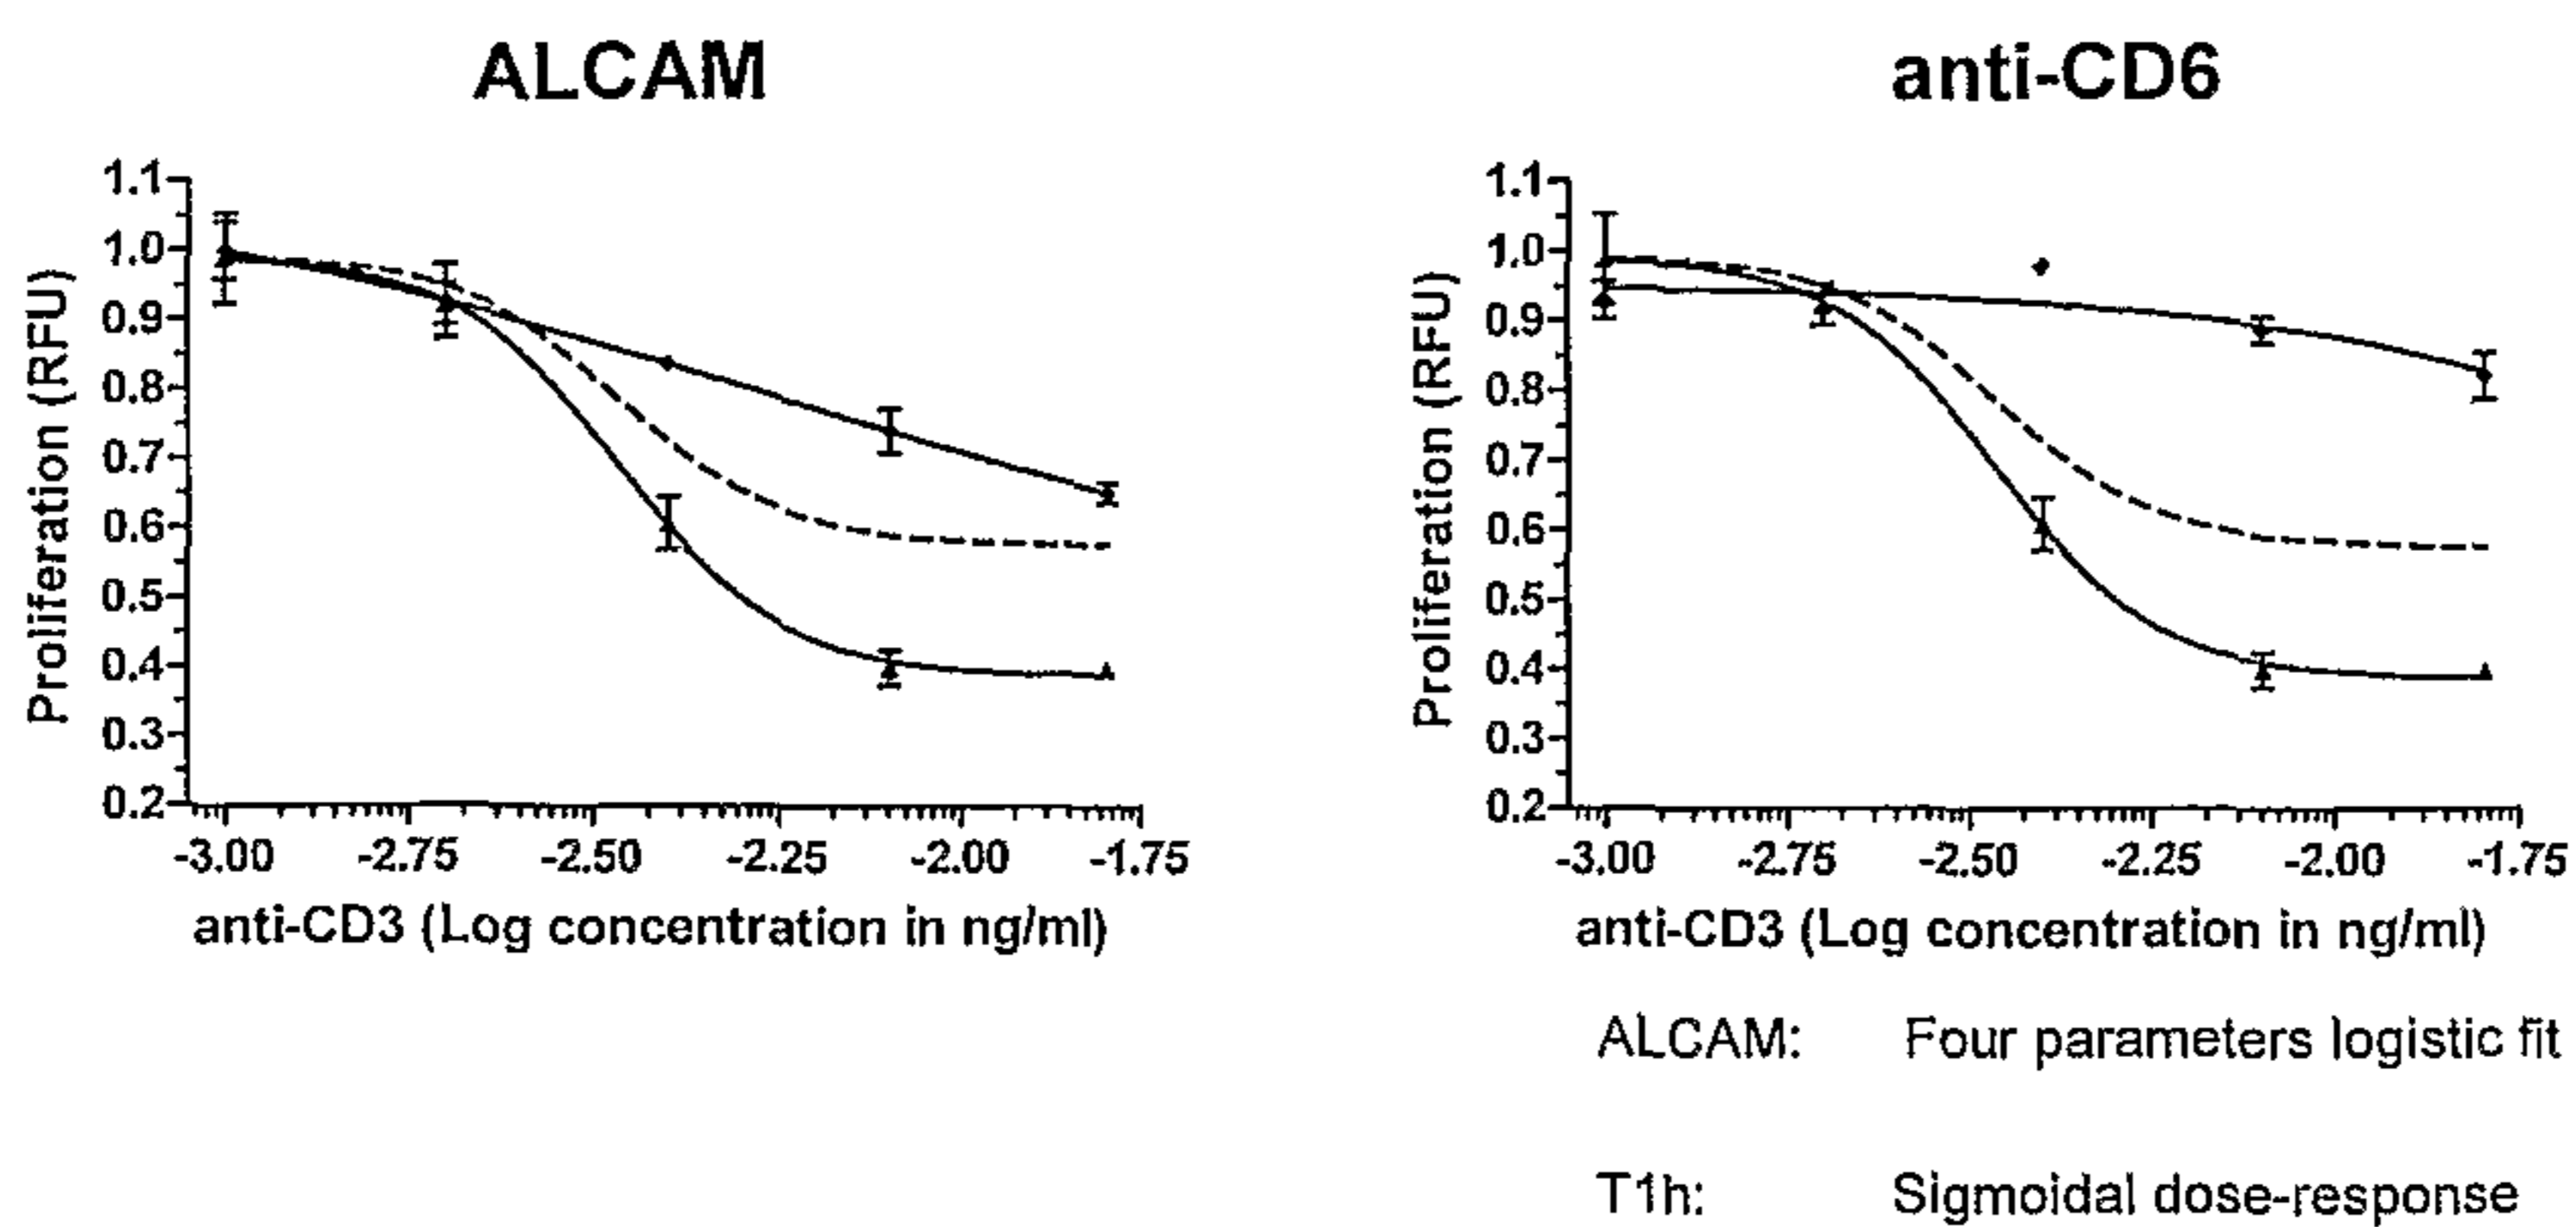 ALCAM
anti-CD6
Proliferation (RFU)
1.1
1.0
0.9
0.8
0.7
0.6
0.5
0.4
0.3
0.2
-3.00 -2.75 -2.50 -2.25 -2.00 -1.75
anti-CD3 (Log concentration in ng/ml)
Proliferation (RFU)
1.1
1.0
0.9
0.8
0.7
0.6
0.5
0.4
0.3
0.2
-3.00 -2.75 -2.50 -2.25 -2.00 -1.75
anti-CD3 (Log concentration in ng/ml)
ALCAM: Four parameters logistic fit
T1h: Sigmoidal dose-response